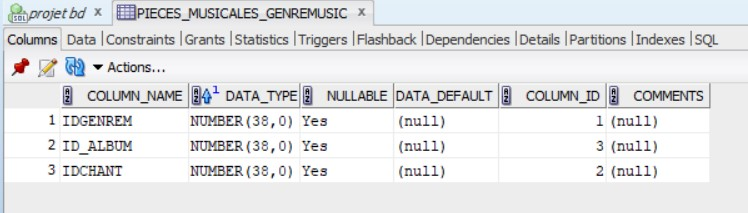 projet bd x PIECES_MUSICALES_GENREMUSIC x
Columns Data Constraints Grants Statistics Triggers Flashback Dependencies Details Partitions Indexes SQL
Actions...
COLUMN_NAME 1 DATA_TYPE NULLABLE DATA_DEFAULT COLUMN_ID COMMENTS
1 IDGENREM NUMBER(38,0) Yes (null) 1 (null)
2 ID_ALBUM NUMBER(38,0) Yes (null) 3 (null)
3 IDCHANT NUMBER(38,0) Yes (null) 2 (null)